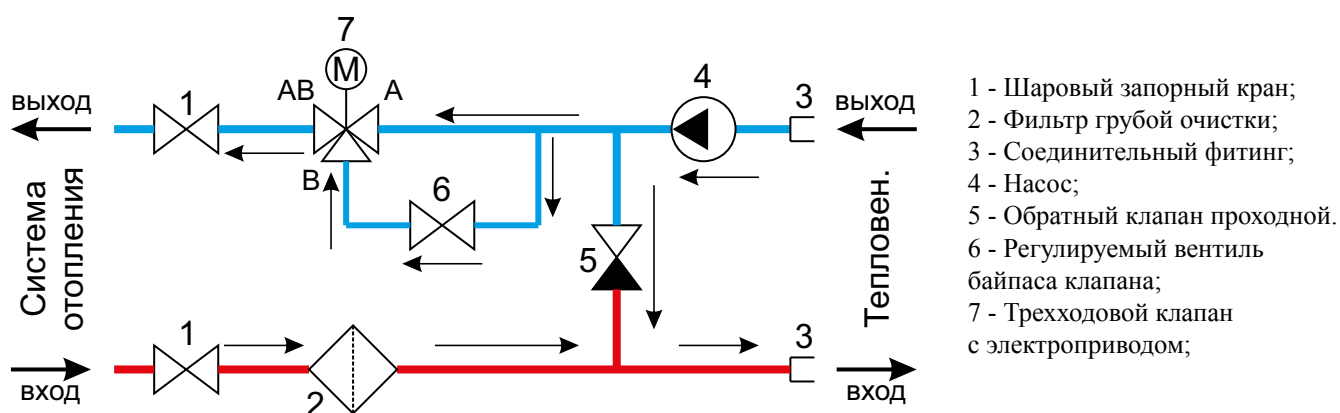 7
M
AB
A
1
4
3
выход
выход
B
6
5
Система
отопления
Тепловен.
1
3
вход
2
вход
1 - Шаровый запорный кран;
2 - Фильтр грубой очистки;
3 - Соединительный фитинг;
4 - Насос;
5 - Обратный клапан проходной.
6 - Регулируемый вентиль
байпаса клапана;
7 - Трехходовой клапан
с электроприводом;